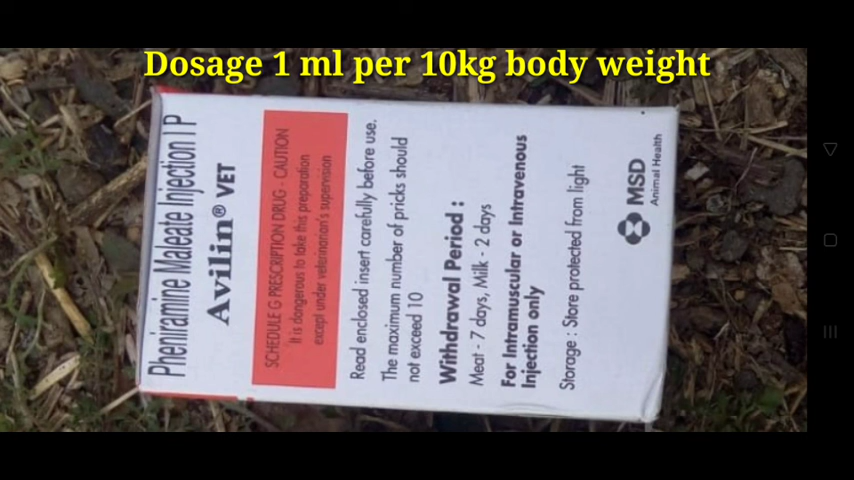 Dosage 1 ml per 10kg body weight
Pheniramine Maleate Injection I P
Avilin® VET
SCHEDULE G PRESCRIPTION DRUG - CAUTION
It is dangerous to take this preparation
except under veterinarian's supervision
Read enclosed insert carefully before use.
The maximum number of pricks should
not exceed 10
Withdrawal Period :
Meat - 7 days, Milk - 2 days
For Intramuscular or Intravenous
Injection only
Storage : Store protected from light
MSD
Animal Health